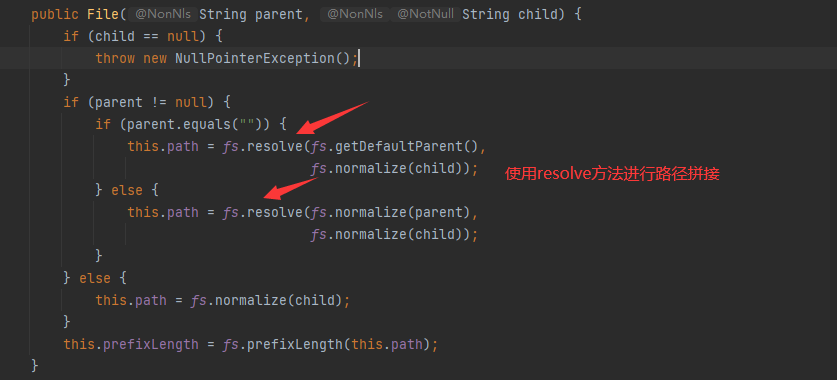 public File( @NonNls String parent, @NonNls @NotNull String child) {
if (child == null) {
throw new NullPointerException();
}
if (parent != null) {
if (parent.equals("")) {
this.path = fs.resolve(fs.getDefaultParent(),
fs.normalize(child));
} else {
使用resolve方法进行路径拼接
this.path = fs.resolve(fs.normalize(parent),
fs.normalize(child));
}
} else {
this.path = fs.normalize(child);
}
this.prefixLength = fs.prefixLength(this.path);
}